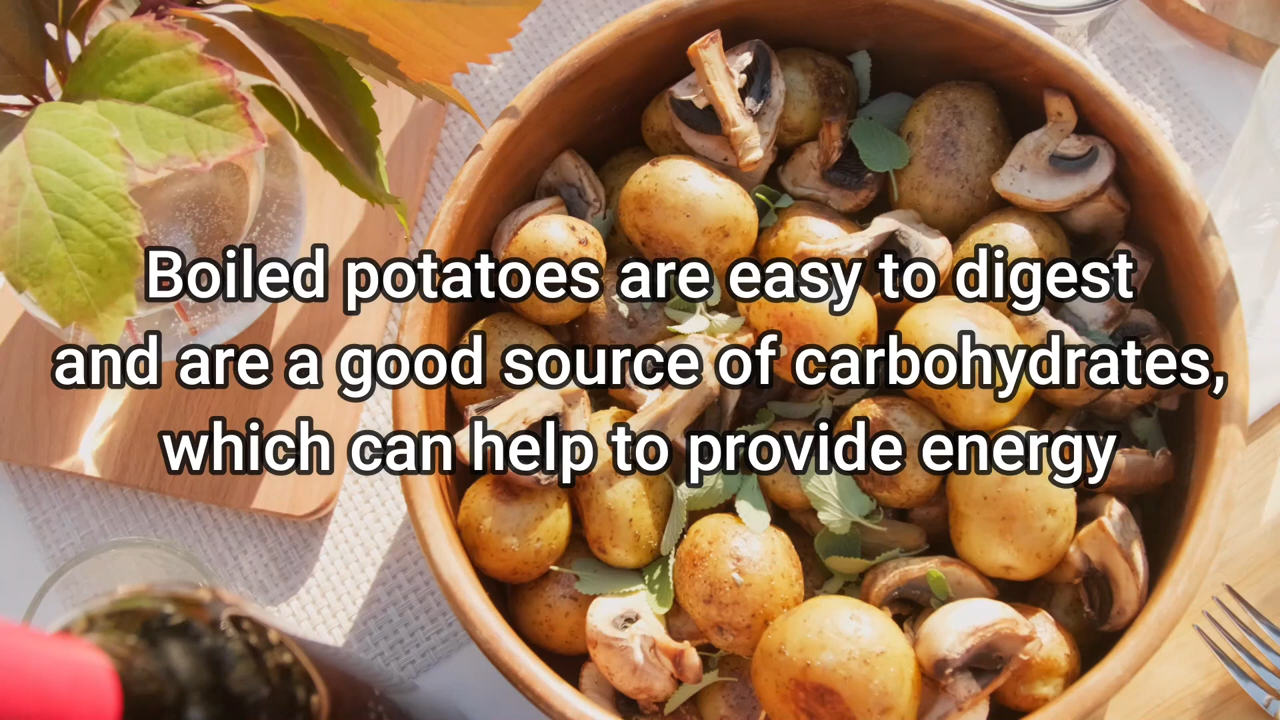 Boiled potatoes are easy to digest
and are a good source of carbohydrates,
which can help to provide energy